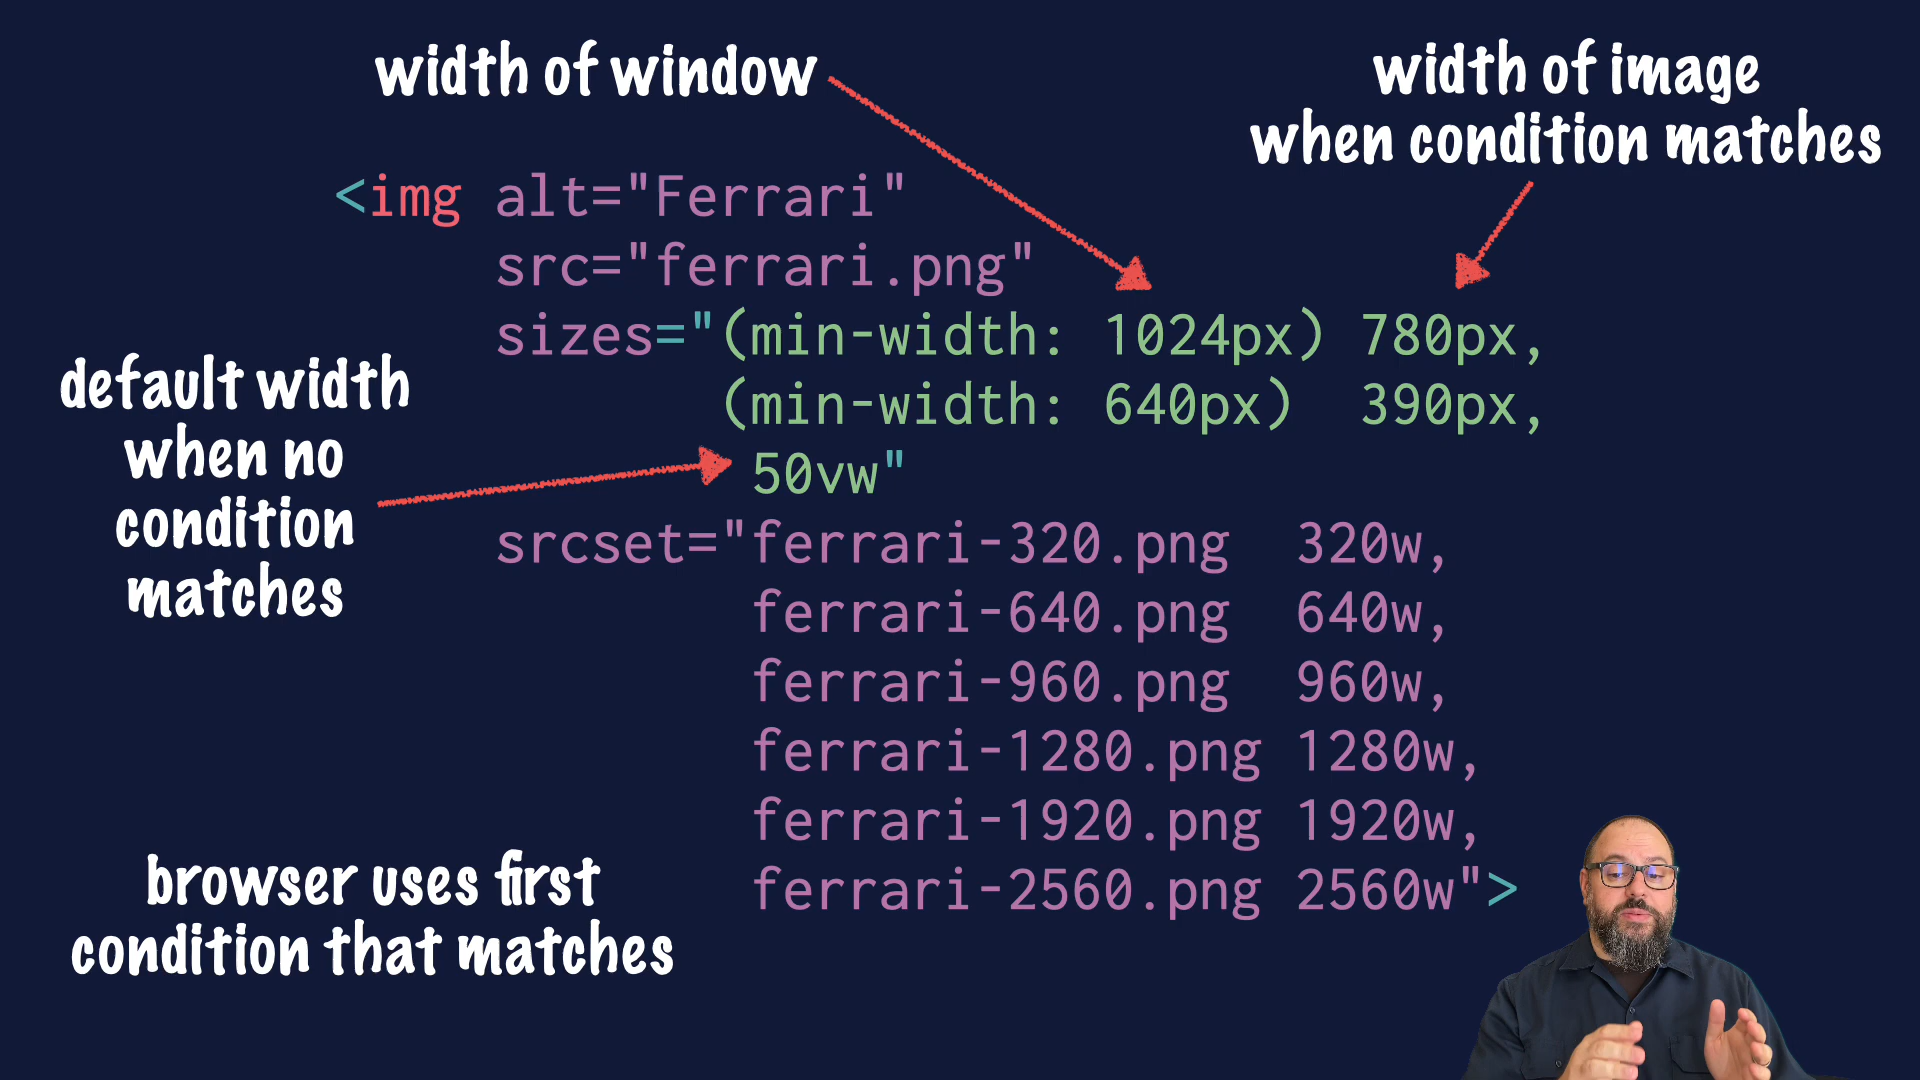 width of window
width of image
when condition matches
<img alt="Ferrari"
src="ferrari.png"
sizes="(min-width: 1024px) 780px,
(min-width: 640px) 390px,
50vw"
srcset="ferrari-320.png 320w,
ferrari-640.png 640w,
ferrari-960.png 960w,
ferrari-1280.png 1280w,
ferrari-1920.png 1920w,
ferrari-2560.png 2560w">
default width
when no
condition
matches
browser uses first
condition that matches